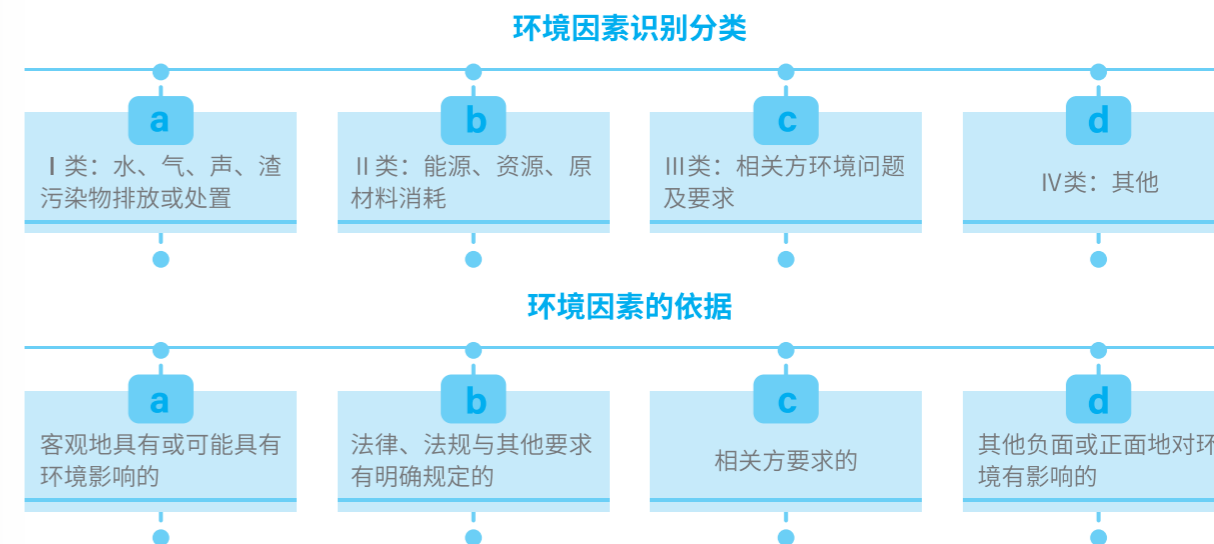 环境因素识别分类
a
Ⅰ类：水、气、声、渣
污染物排放或处置
b
Ⅱ类：能源、资源、原
材料消耗
c
Ⅲ类：相关方环境问题
及要求
d
Ⅳ类：其他
环境因素的依据
a
客观地具有或可能具有
环境影响的
b
法律、法规与其他要求
有明确规定的
c
相关方要求的
d
其他负面或正面地对环
境有影响的